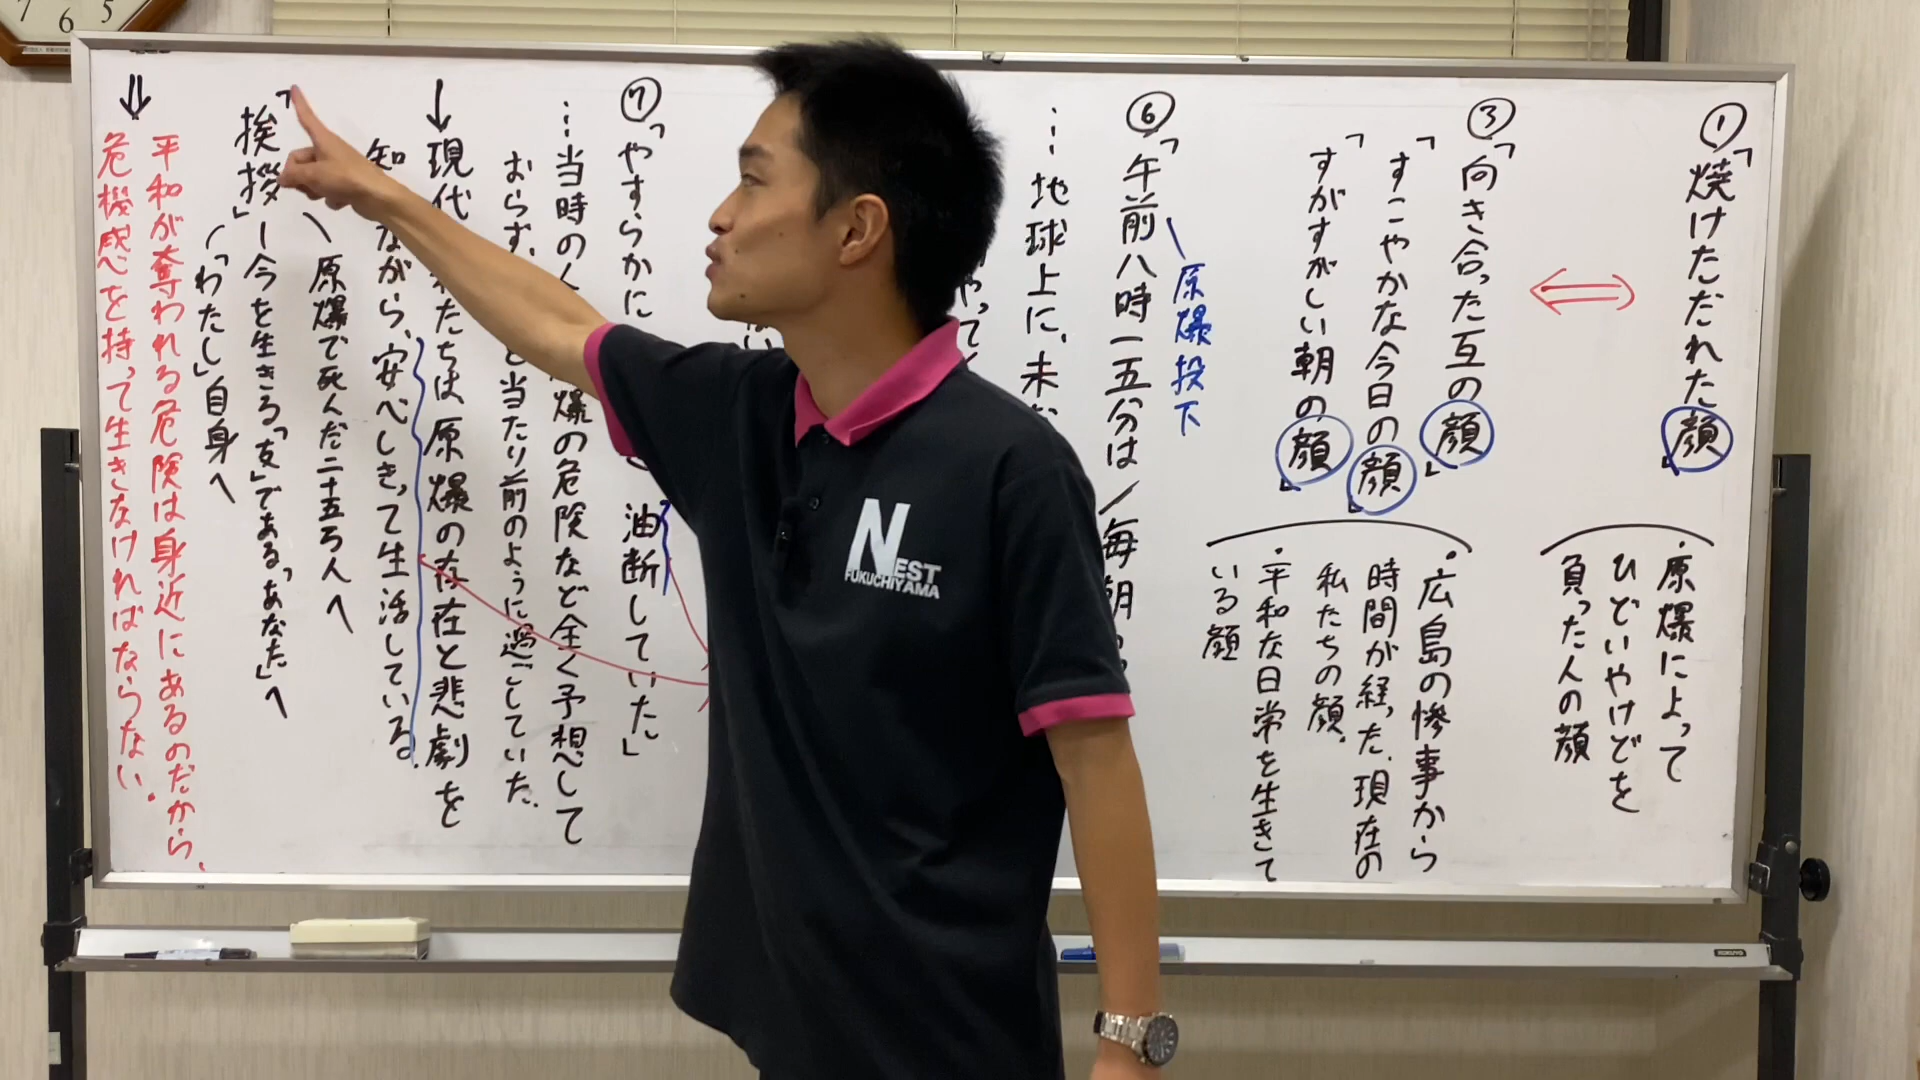 ①「焼けただれた顔」
・原爆によって
ひどいやけどを
負った人の顔
③「向き合った互の顔」
「すこやかな今日の顔」
「すがすがしい朝の顔」
・広島の惨事から
時間が経った、現在の
私たちの顔。
・平和な日常を生きて
いる顔
原爆投下
⑥「午前八時一五分は/毎朝
…地球上に、未
やって
⑦「やすらかに
油断していた」
…当時の人
爆の危険など全く予想して
おらず、
と当たり前のように過ごしていた。
↓現代
たちは原爆の存在と悲劇を
知
ながら、安心しきって生活している。
「挨拶」
原爆で死んだ二十五万人へ
今を生きる「友」である「あなた」へ
「わたし」自身へ
⇓平和が奪われる危険は身近にあるのだから、
危機感を持って生きなければならない。
NEST
FUKUCHIYAMA
KOKUYO
7 6 5